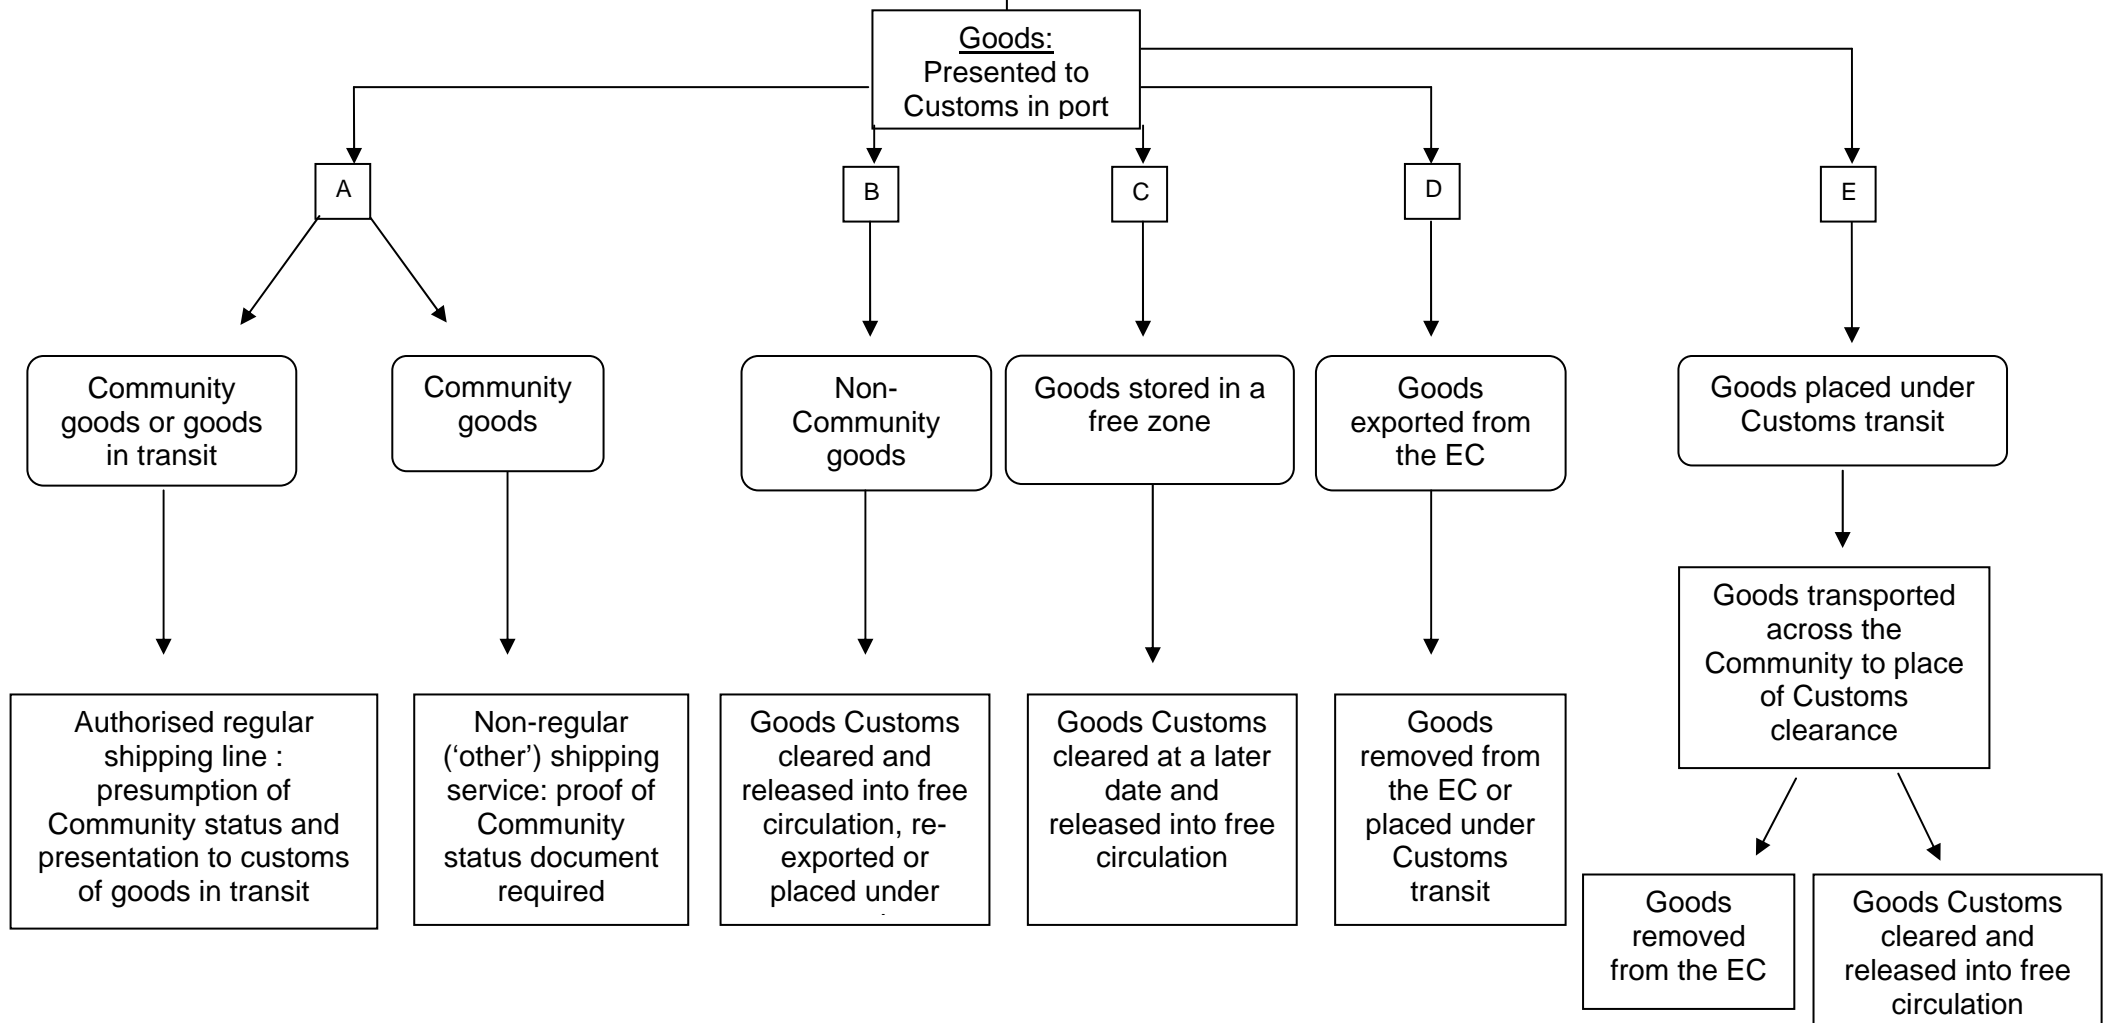 Goods:
Presented to
Customs in port
A
B
C
D
E
Community
goods or goods
in transit
Community
goods
Non-
Community
goods
Goods stored in a
free zone
Goods
exported from
the EC
Goods placed under
Customs transit
Goods transported
across the
Community to place
of Customs
clearance
Authorised regular
shipping line :
presumption of
Community status and
presentation to customs
of goods in transit
Non-regular
(‘other’) shipping
service: proof of
Community
status document
required
Goods Customs
cleared and
released into free
circulation, re-
exported or
placed under
Goods Customs
cleared at a later
date and
released into free
circulation
Goods
removed from
the EC or
placed under
Customs
transit
Goods
removed
from the EC
Goods Customs
cleared and
released into free
circulation